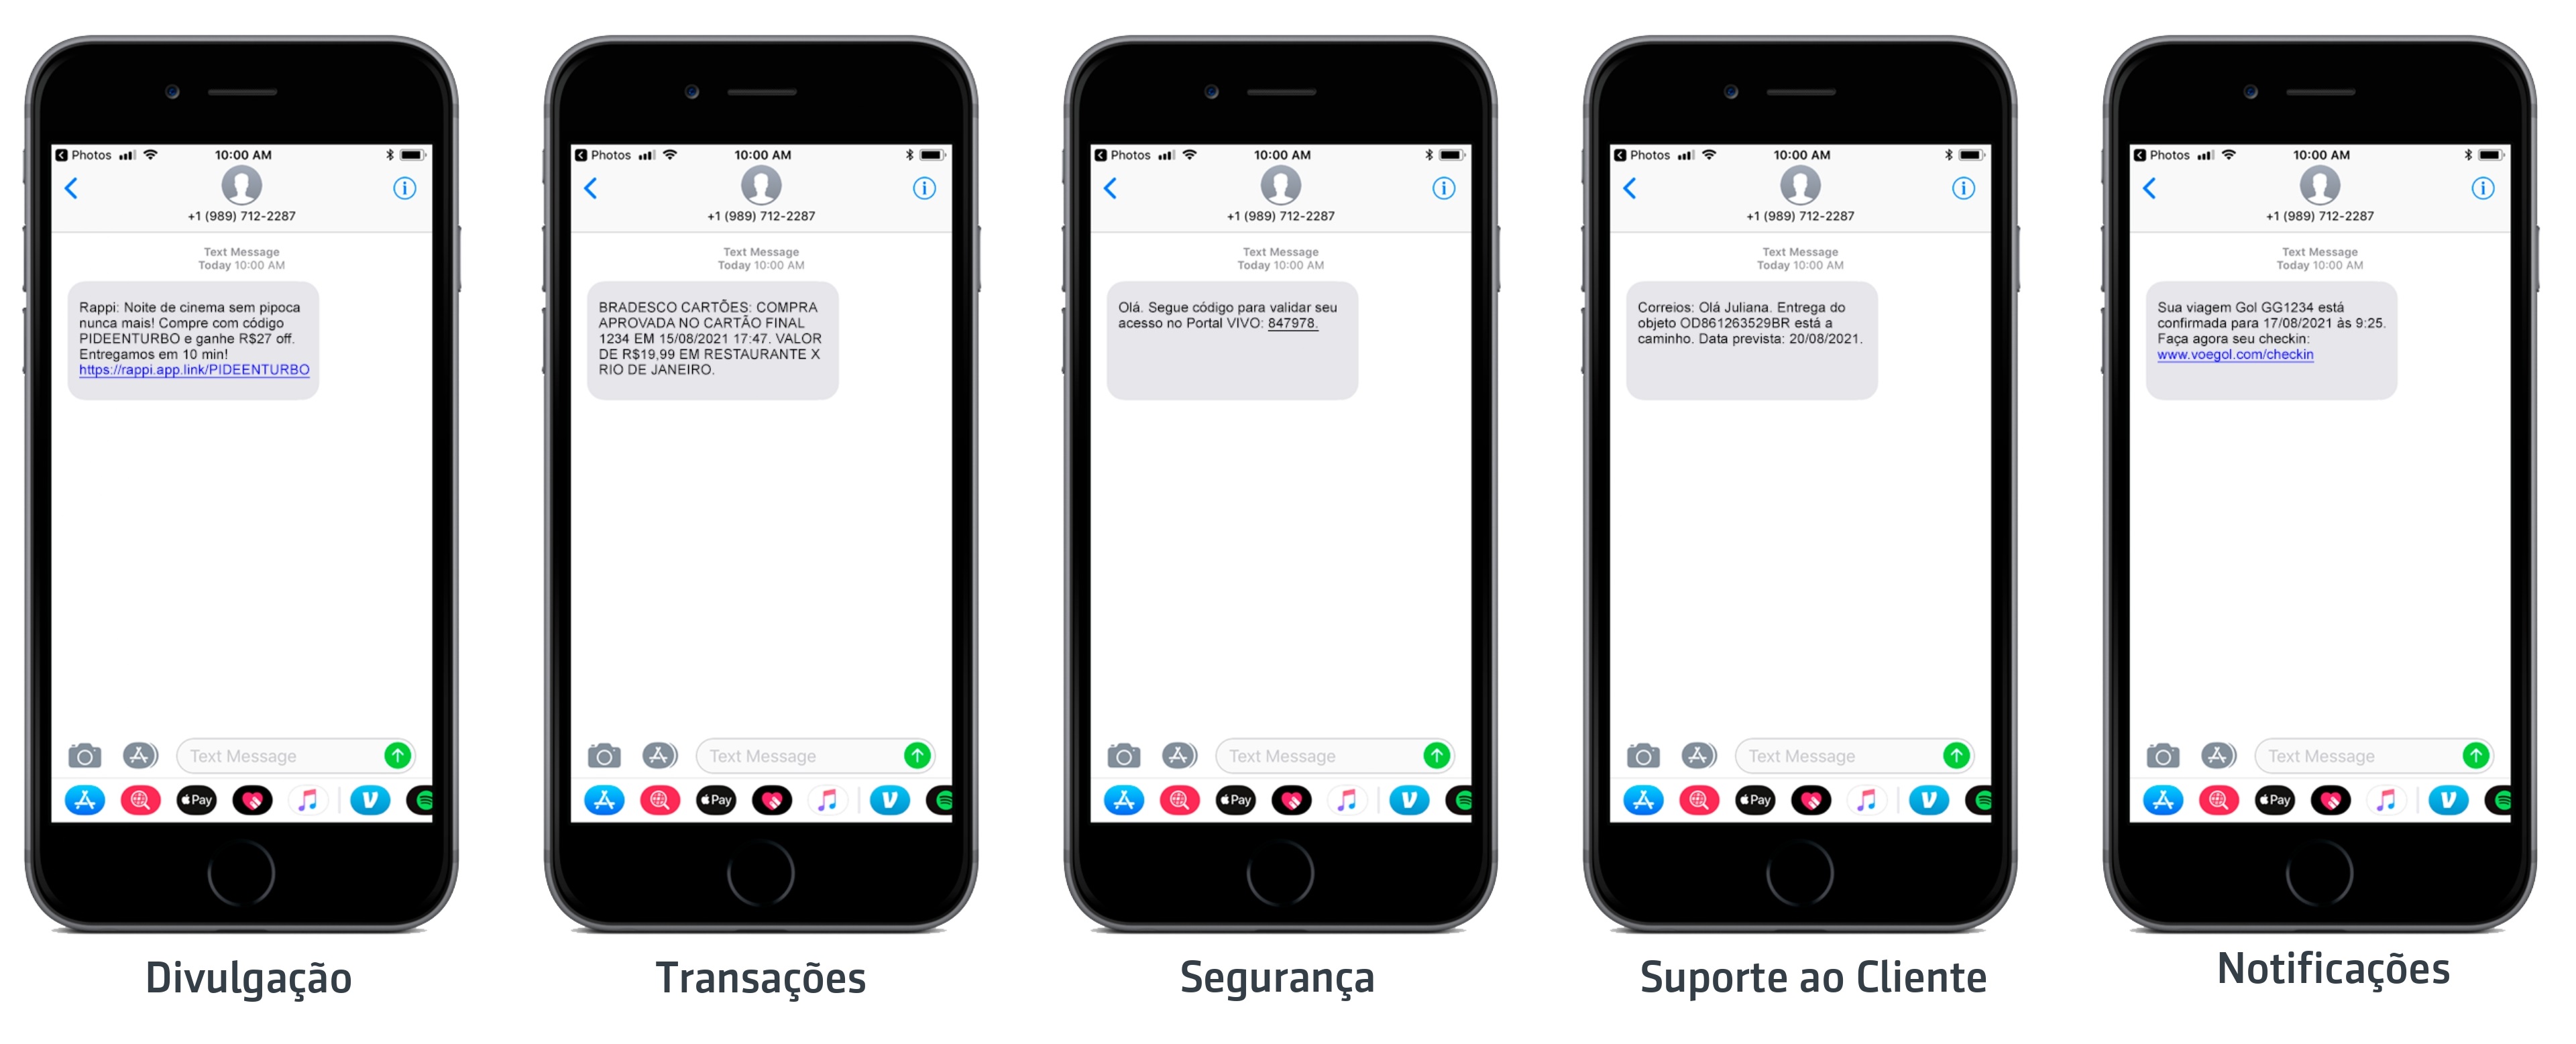 Photos
10:00 AM
+1 (989) 712-2287
Text Message
Today 10:00 AM
Rappi: Noite de cinema sem pipoca
nunca mais! Compre com código
PIDEENTURBO e ganhe R$27 off.
Entregamos em 10 min!
https://rappi.app.link/PIDEENTURBO
Text Message
Pay
Divulgação
Photos
10:00 AM
+1 (989) 712-2287
Text Message
Today 10:00 AM
BRADESCO CARTÕES: COMPRA
APROVADA NO CARTÃO FINAL
1234 EM 15/08/2021 17:47. VALOR
DE R$19,99 EM RESTAURANTE X
RIO DE JANEIRO.
Text Message
Pay
Transações
Photos
10:00 AM
+1 (989) 712-2287
Text Message
Today 10:00 AM
Olá. Segue código para validar seu
acesso no Portal VIVO: 847978.
Text Message
Pay
Segurança
Photos
10:00 AM
+1 (989) 712-2287
Text Message
Today 10:00 AM
Correios: Olá Juliana. Entrega do
objeto OD861263529BR está a
caminho. Data prevista: 20/08/2021.
Text Message
Pay
Suporte ao Cliente
Photos
10:00 AM
+1 (989) 712-2287
Text Message
Today 10:00 AM
Sua viagem Gol GG1234 está
confirmada para 17/08/2021 às 9:25.
Faça agora seu checkin:
www.voegol.com/checkin
Text Message
Pay
Notificações